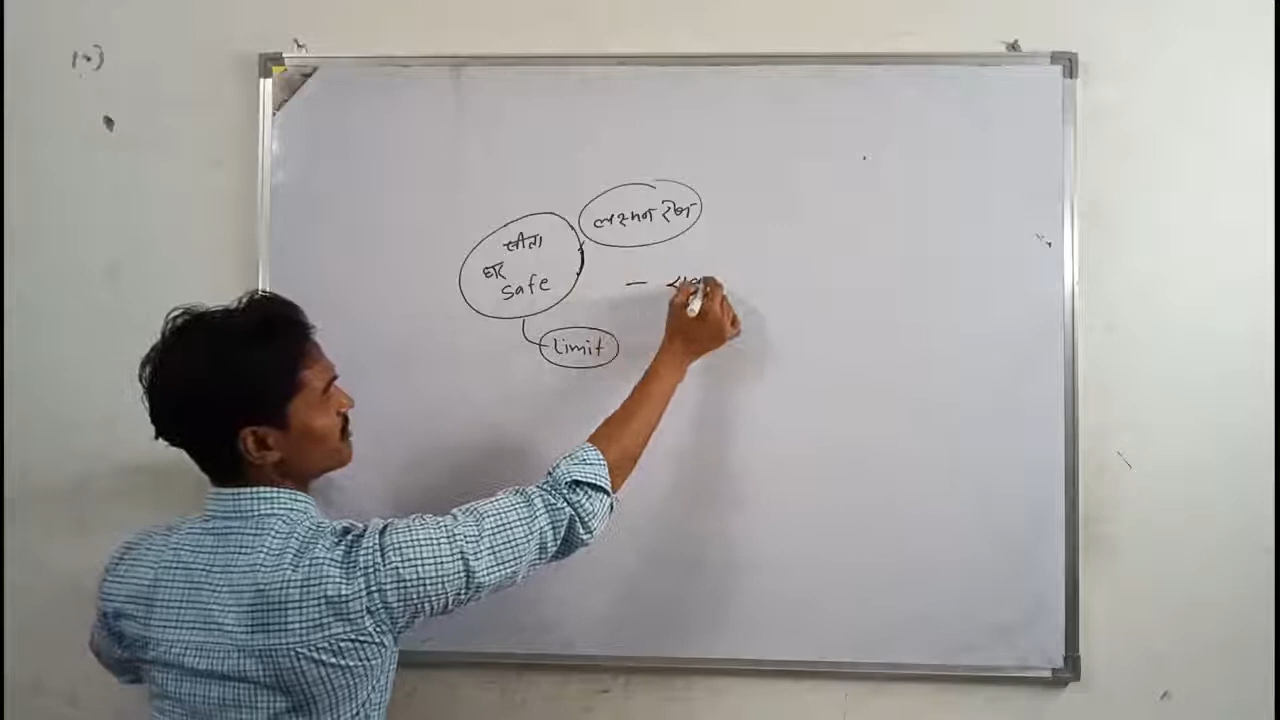 लक्ष्मन रेखा
सीता
घर
safe
limit